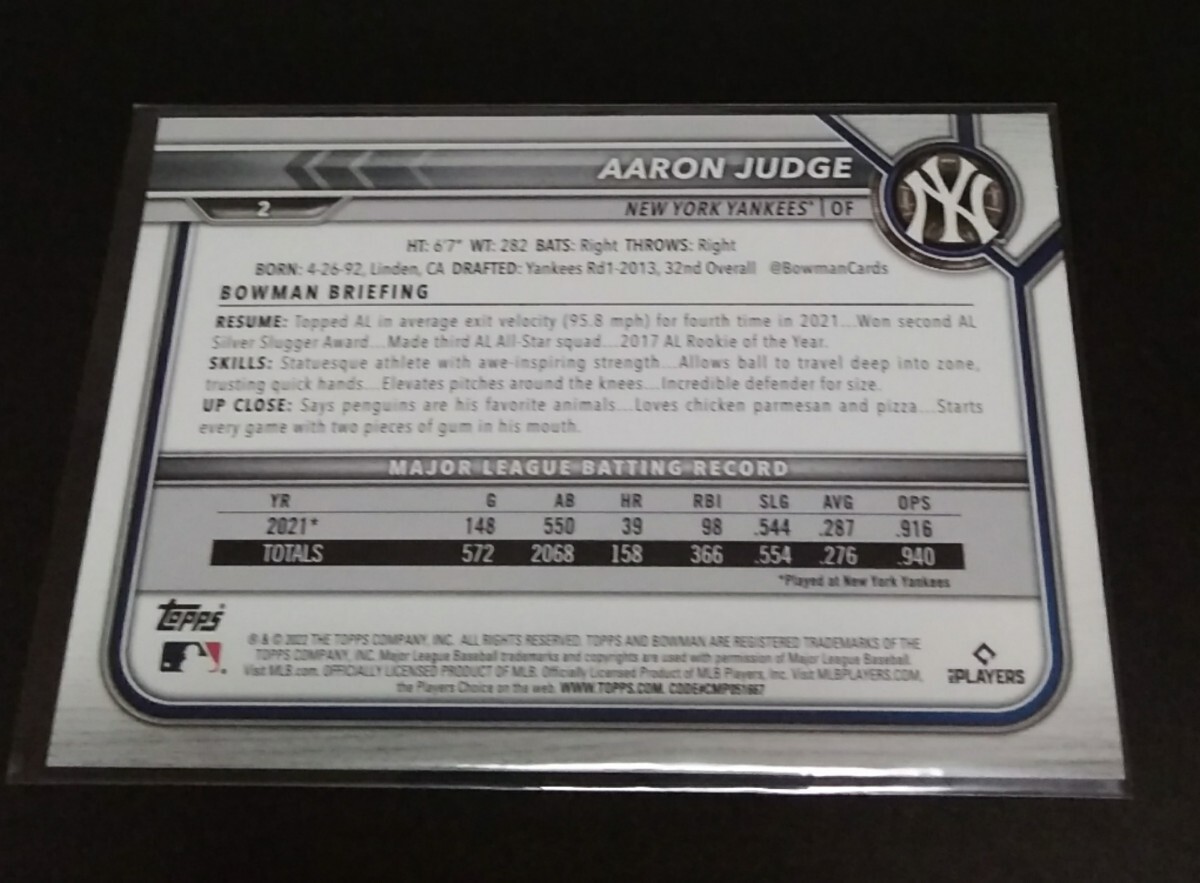 AARON JUDGE
2
NEW YORK YANKEES® | OF
NY
HT: 6'7" WT: 282 BATS: Right THROWS: Right
BORN: 4-26-92, Linden, CA DRAFTED: Yankees Rd1-2013, 32nd Overall @BowmanCards
BOWMAN BRIEFING
RESUME: Topped AL in average exit velocity (95.8 mph) for fourth time in 2021...Won second AL
Silver Slugger Award...Made third AL All-Star squad...2017 AL Rookie of the Year.
SKILLS: Statuesque athlete with awe-inspiring strength...Allows ball to travel deep into zone,
trusting quick hands...Elevates pitches around the knees...Incredible defender for size.
UP CLOSE: Says penguins are his favorite animals...Loves chicken parmesan and pizza...Starts
every game with two pieces of gum in his mouth.
MAJOR LEAGUE BATTING RECORD
YR G AB HR RBI SLG AVG OPS
2021* 148 550 39 98 .544 .287 .916
TOTALS 572 2068 158 366 .554 .276 .940
*Played at New York Yankees
Topps®
® & © 2022 THE TOPPS COMPANY, INC. ALL RIGHTS RESERVED. TOPPS AND BOWMAN ARE REGISTERED TRADEMARKS OF THE
TOPPS COMPANY, INC. Major League Baseball trademarks and copyrights are used with permission of Major League Baseball.
Visit MLB.com. OFFICIALLY LICENSED PRODUCT OF MLB Players, Inc. Visit MLBPLAYERS.COM,
the Players Choice on the web. WWW.TOPPS.COM. CODE#CMP051667
PLAYERS